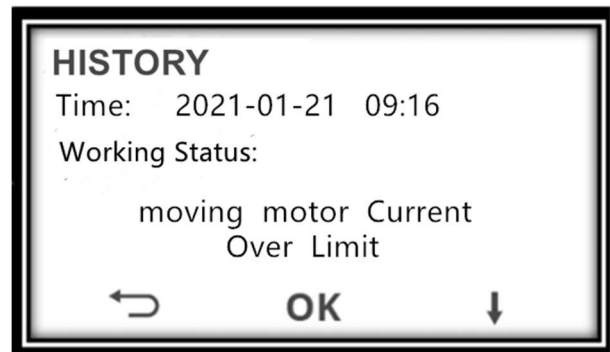 HISTORY
Time: 2021-01-21 09:16
Working Status:
moving motor Current
Over Limit
OK